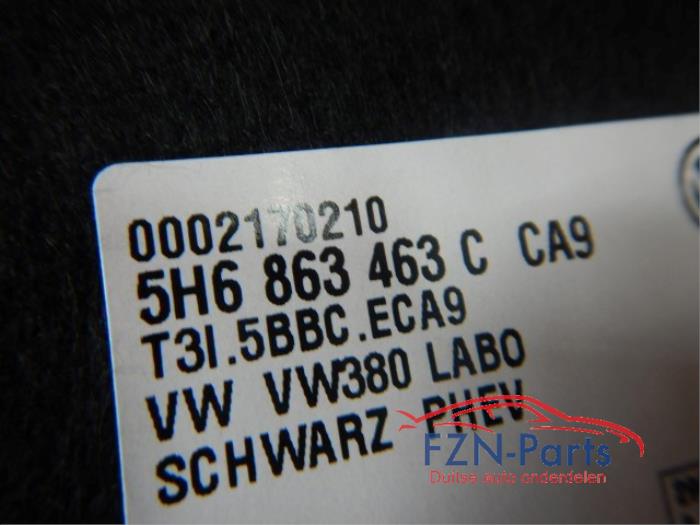 0002170210
5H6 863 463 C CA9
T3I.5BBC.ECA9
VW VW380 LABO
SCHWARZ PHEV
FZN-Parts
Duitse auto onderdelen